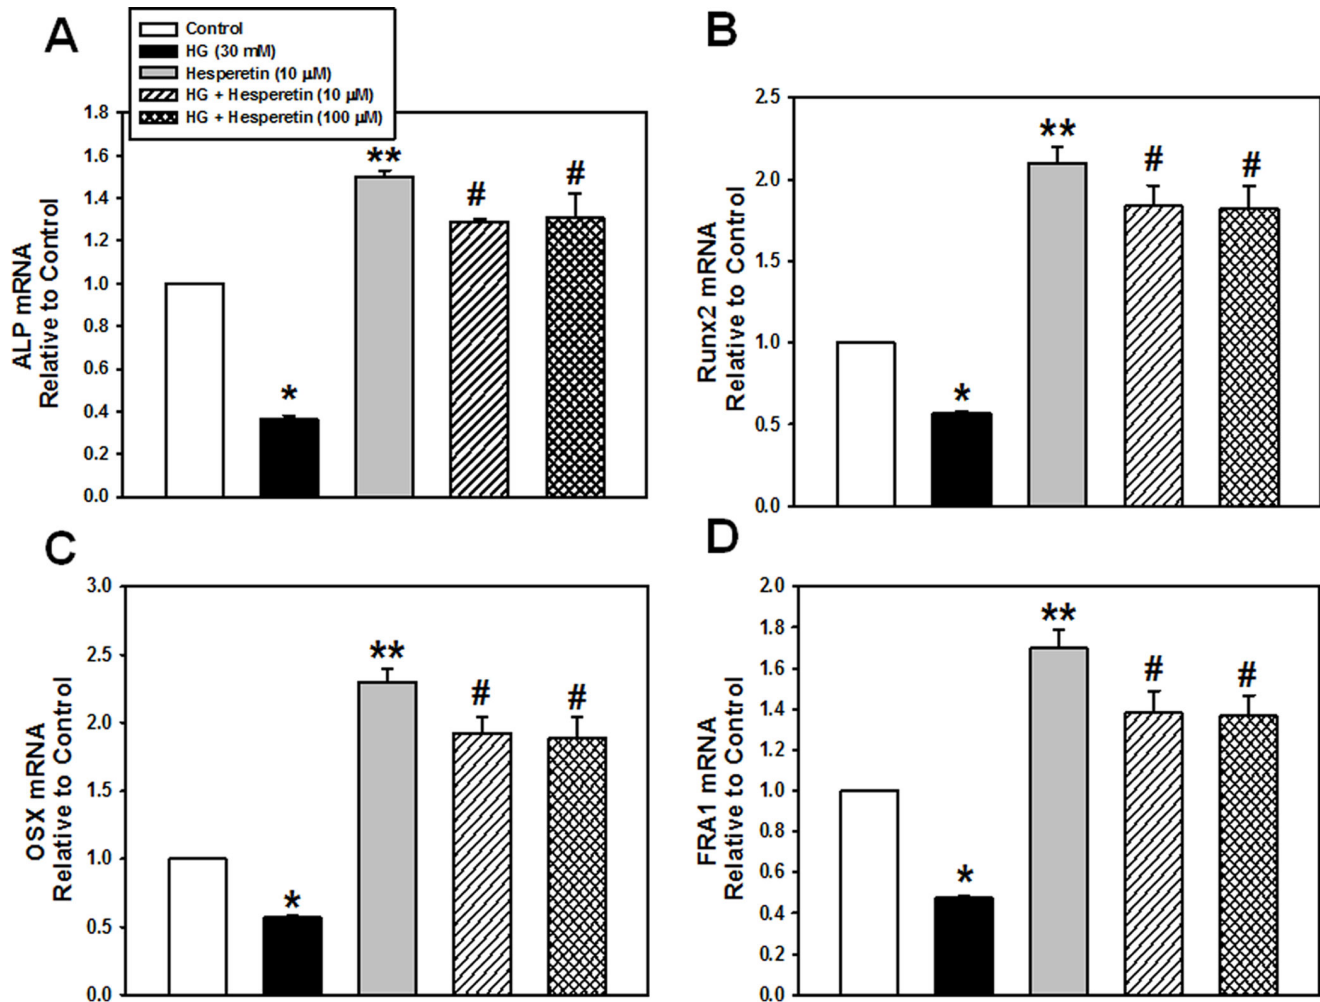 A
Control
HG (30 mM)
Hesperetin (10 µM)
HG + Hesperetin (10 µM)
HG + Hesperetin (100 µM)
ALP mRNA
Relative to Control
1.8
1.6
1.4
1.2
1.0
0.8
0.6
0.4
0.2
0.0
*
**
#
#
B
Runx2 mRNA
Relative to Control
2.5
2.0
1.5
1.0
0.5
0.0
*
**
#
#
C
OSX mRNA
Relative to Control
3.0
2.5
2.0
1.5
1.0
0.5
0.0
*
**
#
#
D
FRA1 mRNA
Relative to Control
2.0
1.8
1.6
1.4
1.2
1.0
0.8
0.6
0.4
0.2
0.0
*
**
#
#